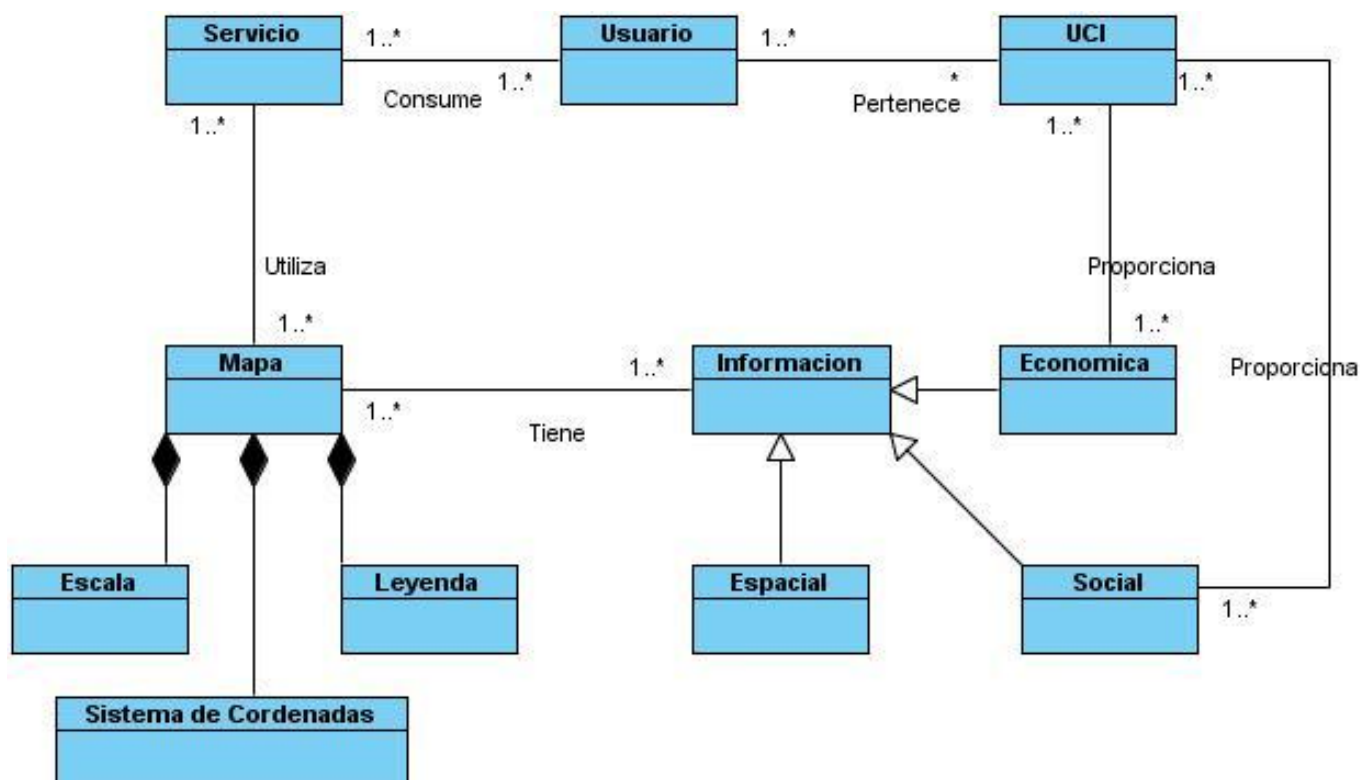 Servicio
1..*
Usuario
1..*
UCI
1..*
Consume
*
Pertenece
1..*
1..*
1..*
Utiliza
Proporciona
1..*
1..*
Mapa
1..*
Informacion
Economica
Proporciona
1..*
Tiene
Escala
Leyenda
Espacial
Social
1..*
Sistema de Cordenadas